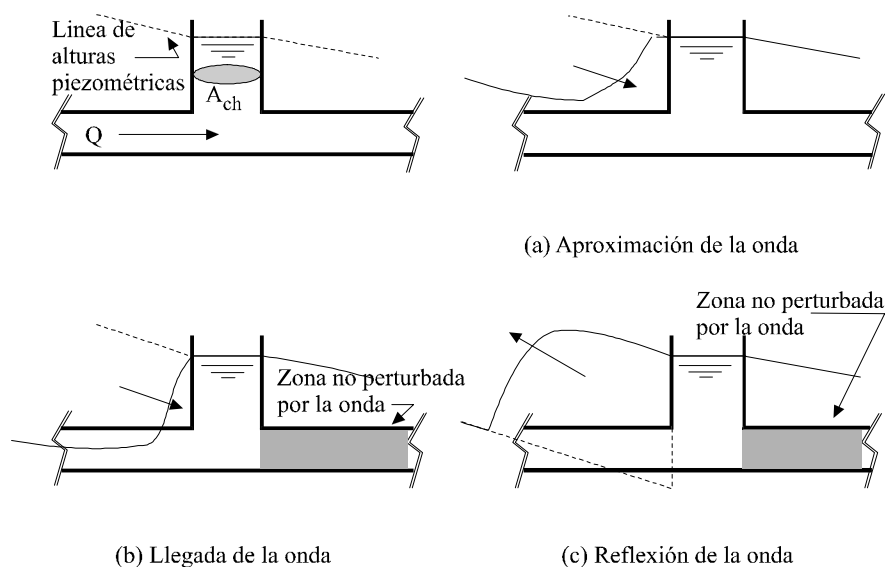 Linea de
alturas
piezométricas
A ch
Q
(a) Aproximación de la onda
Zona no perturbada
por la onda
(b) Llegada de la onda
Zona no perturbada
por la onda
(c) Reflexión de la onda